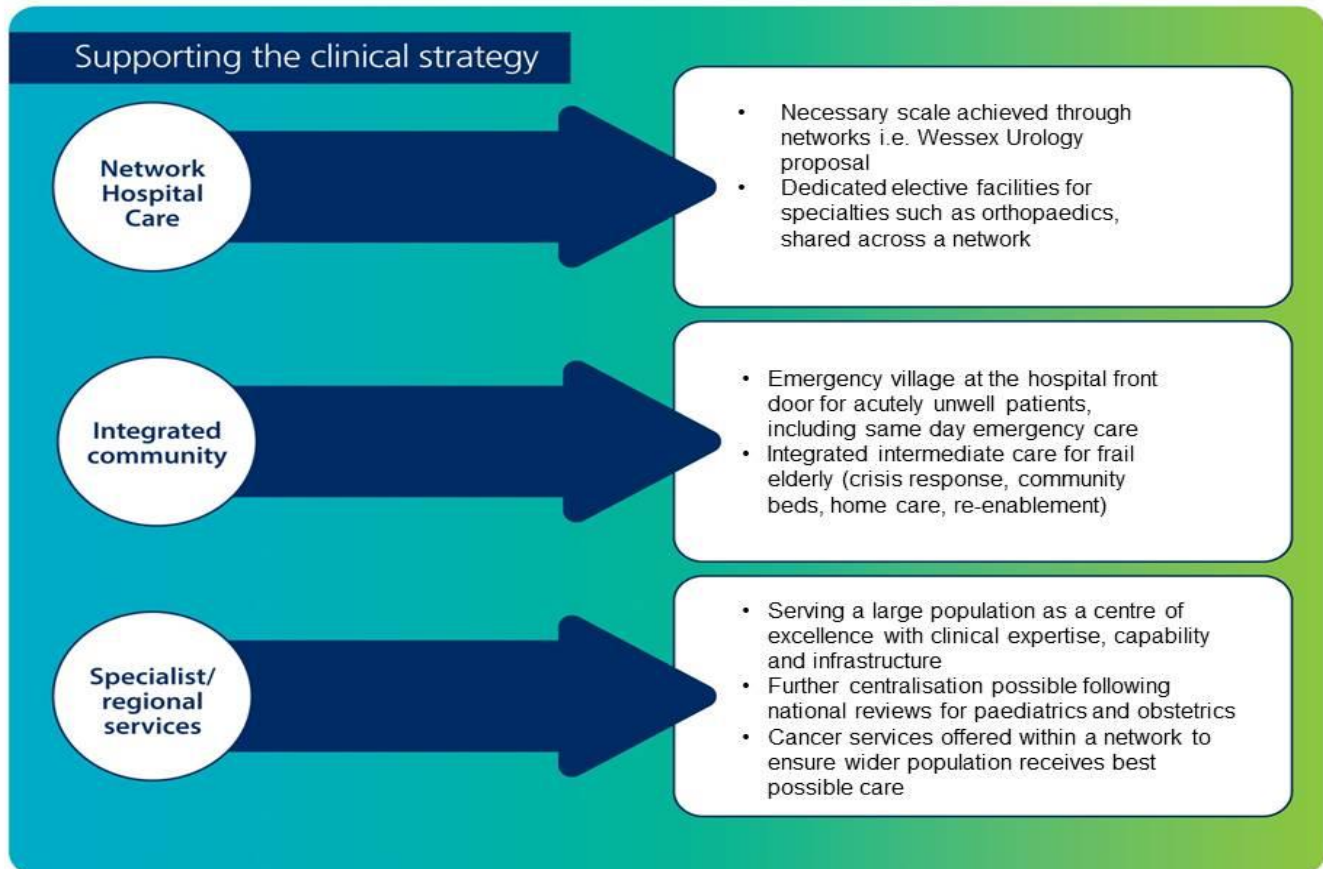 Supporting the clinical strategy
Network
Hospital
Care
• Necessary scale achieved through
networks i.e. Wessex Urology
proposal
• Dedicated elective facilities for
specialties such as orthopaedics,
shared across a network
Integrated
community
• Emergency village at the hospital front
door for acutely unwell patients,
including same day emergency care
• Integrated intermediate care for frail
elderly (crisis response, community
beds, home care, re-enablement)
Specialist/
regional
services
• Serving a large population as a centre of
excellence with clinical expertise, capability
and infrastructure
• Further centralisation possible following
national reviews for paediatrics and obstetrics
• Cancer services offered within a network to
ensure wider population receives best
possible care